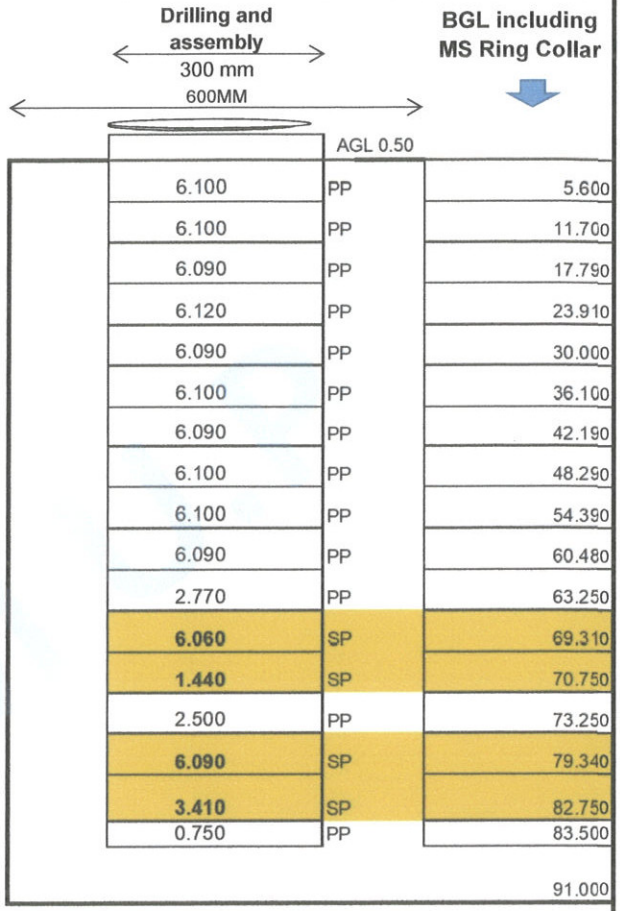 Drilling and
assembly
BGL including
MS Ring Collar
300 mm
600MM
AGL 0.50
6.100 PP 5.600
6.100 PP 11.700
6.090 PP 17.790
6.120 PP 23.910
6.090 PP 30.000
6.100 PP 36.100
6.090 PP 42.190
6.100 PP 48.290
6.100 PP 54.390
6.090 PP 60.480
2.770 PP 63.250
6.060 SP 69.310
1.440 SP 70.750
2.500 PP 73.250
6.090 SP 79.340
3.410 SP 82.750
0.750 PP 83.500
91.000